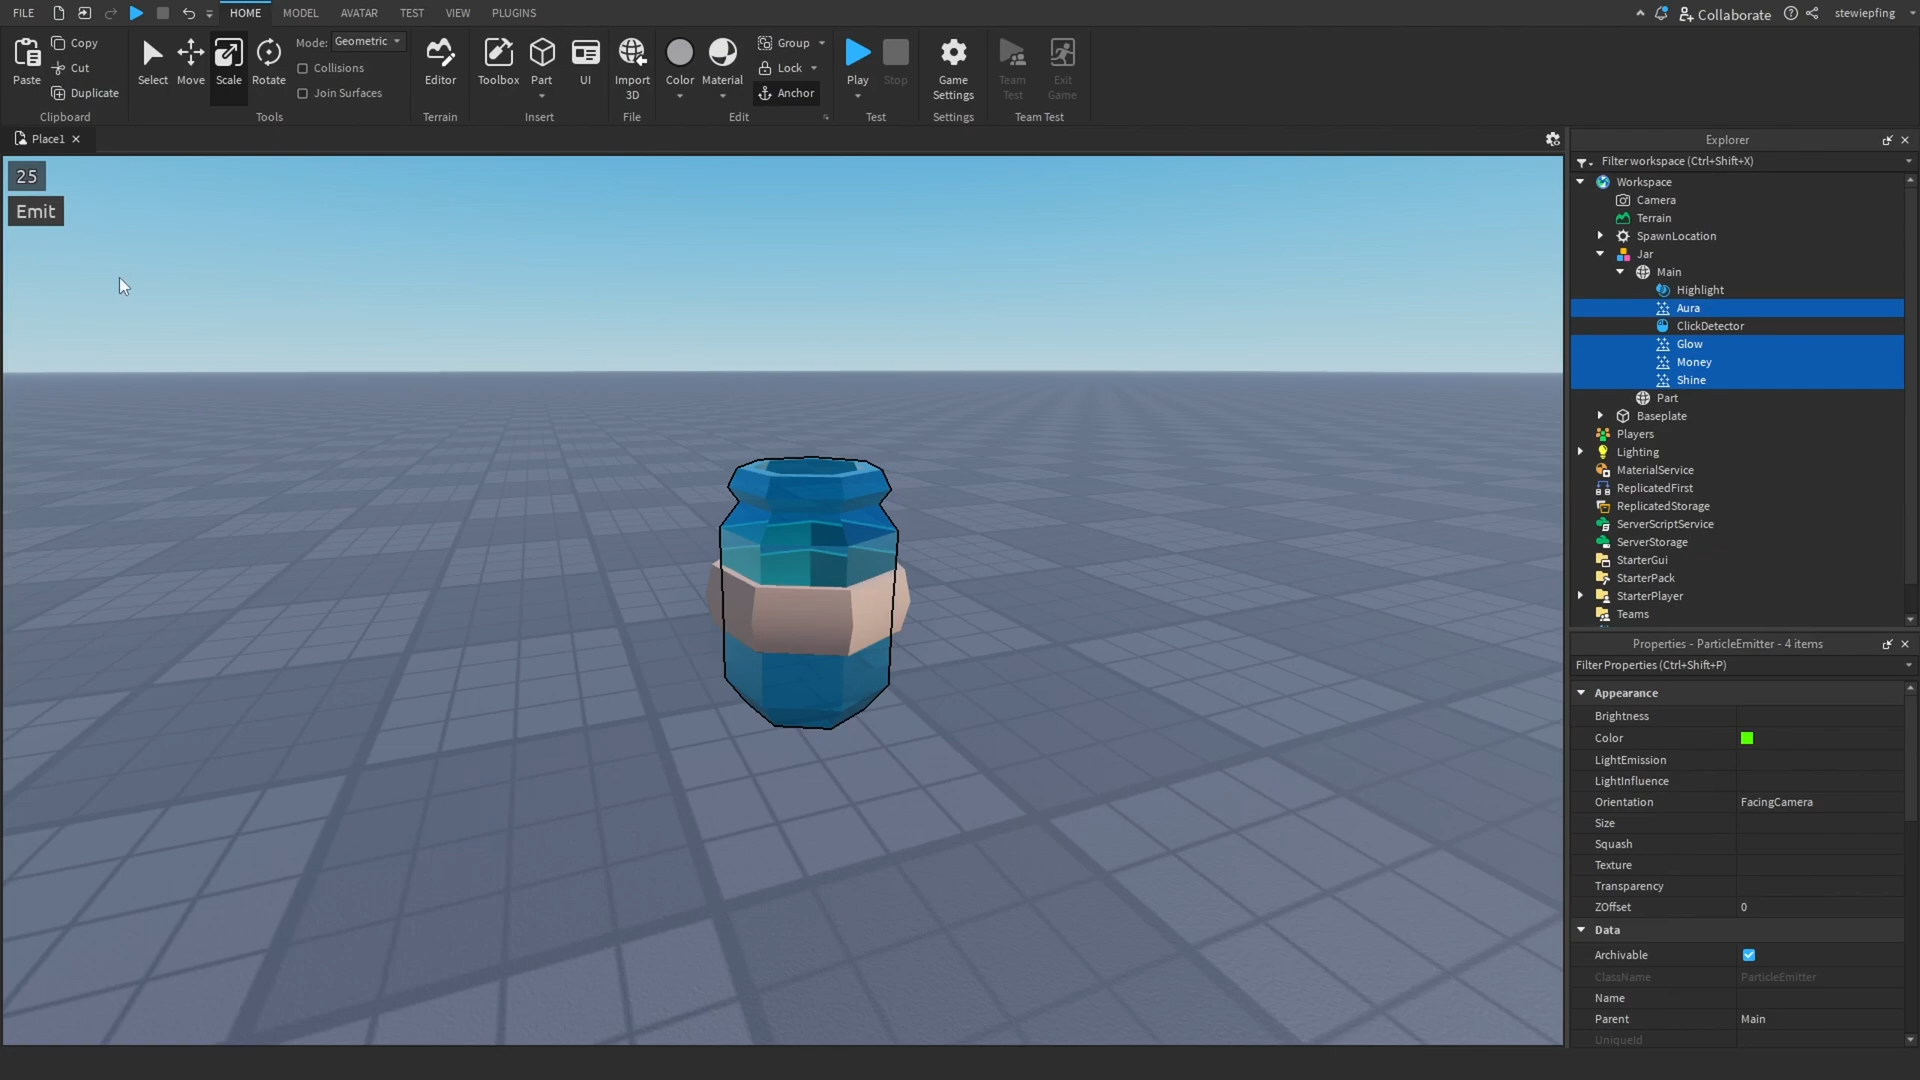 FILE
HOME
MODEL
AVATAR
TEST
VIEW
PLUGINS
Collaborate
stewiepfing
Paste
Copy
Cut
Duplicate
Clipboard
Select
Move
Scale
Rotate
Mode: Geometric
Collisions
Join Surfaces
Tools
Editor
Terrain
Toolbox
Part
UI
Insert
Import
3D
File
Color
Material
Group
Lock
Anchor
Edit
Play
Stop
Test
Game
Settings
Settings
Team
Test
Exit
Game
Team Test
Place1
25
Emit
Explorer
Filter workspace (Ctrl+Shift+X)
Workspace
Camera
Terrain
SpawnLocation
Jar
Main
Highlight
Aura
ClickDetector
Glow
Money
Shine
Part
Baseplate
Players
Lighting
MaterialService
ReplicatedFirst
ReplicatedStorage
ServerScriptService
ServerStorage
StarterGui
StarterPack
StarterPlayer
Teams
Properties - ParticleEmitter - 4 items
Filter Properties (Ctrl+Shift+P)
Appearance
Brightness
Color
LightEmission
LightInfluence
Orientation FacingCamera
Size
Squash
Texture
Transparency
ZOffset 0
Data
Archivable
ClassName ParticleEmitter
Name
Parent Main
UniqueId